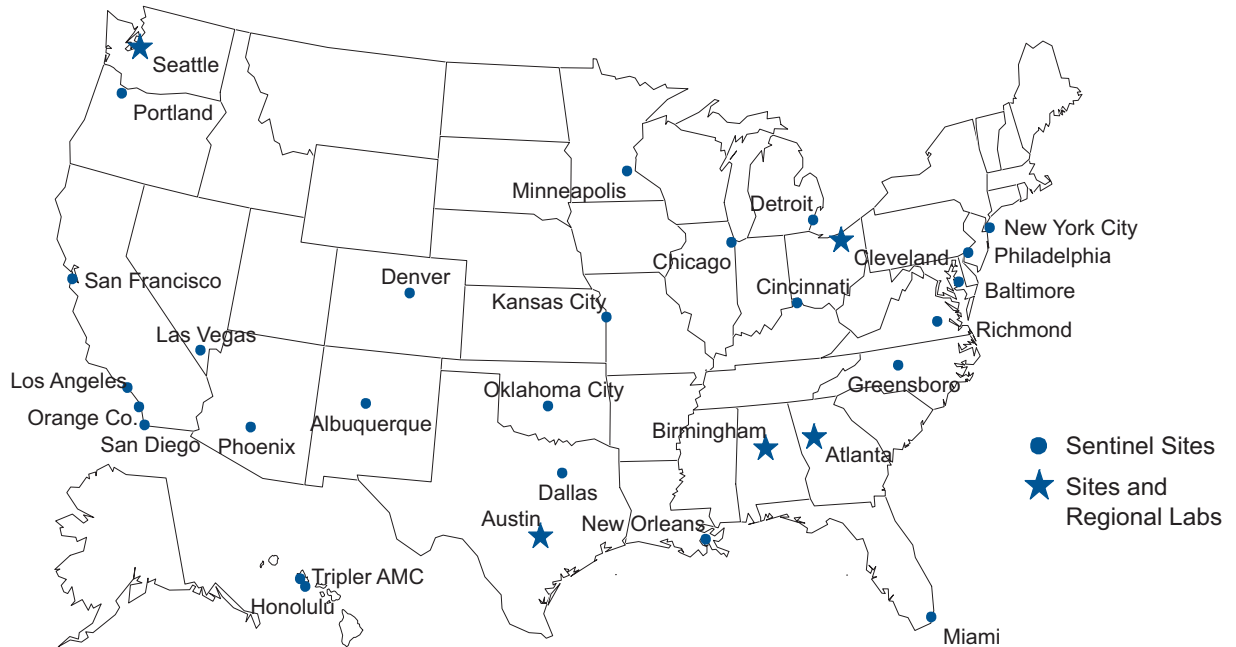 Seattle
Portland
Minneapolis
Detroit
New York City
Cleveland
Philadelphia
Chicago
San Francisco
Denver
Cincinnati
Baltimore
Kansas City
Richmond
Las Vegas
Los Angeles
Oklahoma City
Greensboro
Orange Co.
Albuquerque
San Diego
Phoenix
Birmingham
Atlanta
Sentinel Sites
Dallas
Sites and
Regional Labs
Austin
New Orleans
Tripler AMC
Honolulu
Miami